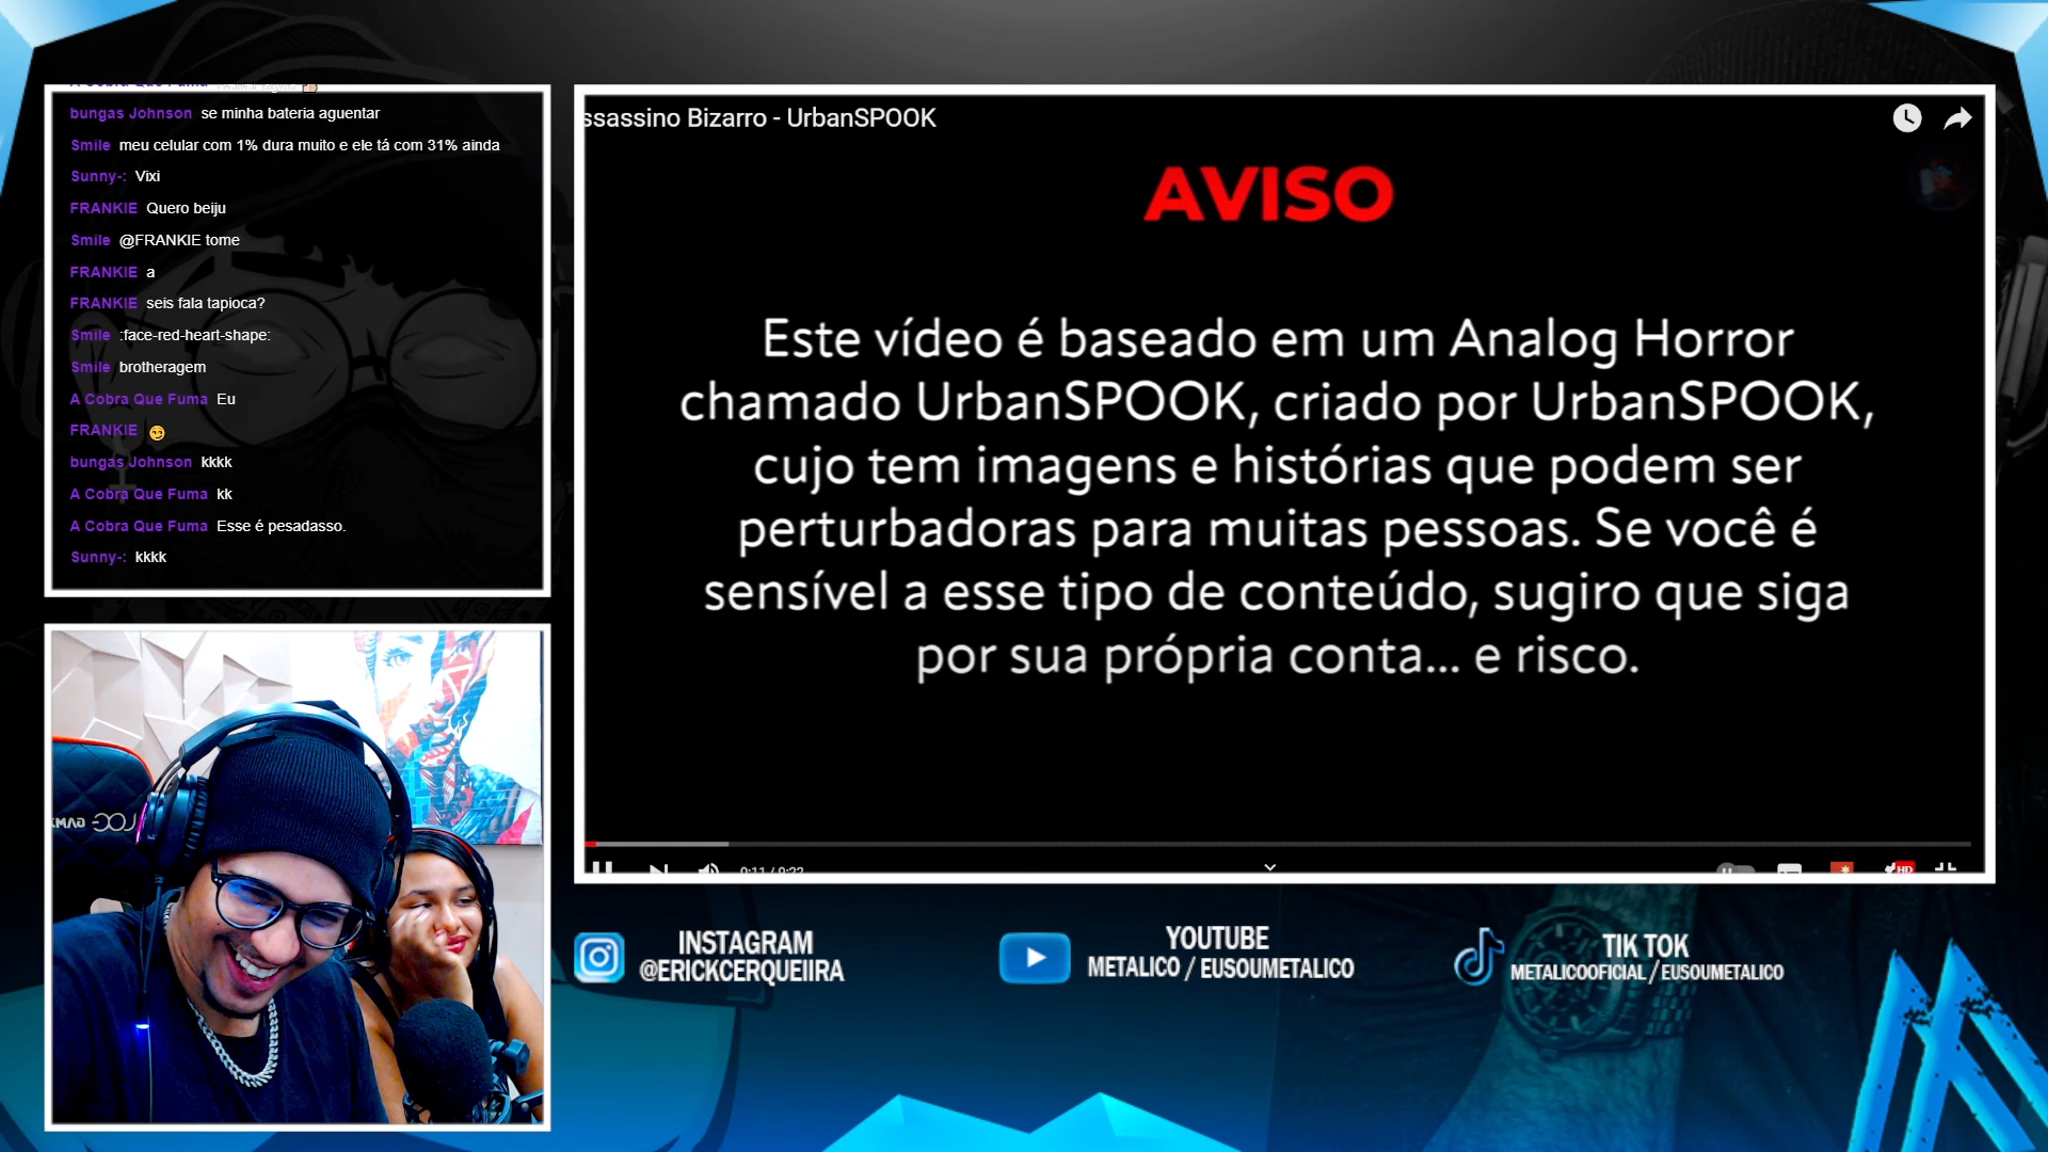 bungas Johnson se minha bateria aguentar
Smile meu celular com 1% dura muito e ele tá com 31% ainda
Sunny-: Vixi
FRANKIE Quero beiju
Smile @FRANKIE tome
FRANKIE a
FRANKIE seis fala tapioca?
Smile :face-red-heart-shape:
Smile brotheragem
A Cobra Que Fuma Eu
FRANKIE 😏
bungas Johnson kkkk
A Cobra Que Fuma kk
A Cobra Que Fuma Esse é pesadasso.
Sunny-: kkkk
ssassino Bizarro - UrbanSPOOK
AVISO
Este vídeo é baseado em um Analog Horror
chamado UrbanSPOOK, criado por UrbanSPOOK,
cujo tem imagens e histórias que podem ser
perturbadoras para muitas pessoas. Se você é
sensível a esse tipo de conteúdo, sugiro que siga
por sua própria conta... e risco.
HD
INSTAGRAM
@ERICKCERQUEIIRA
YOUTUBE
METALICO / EUSOUMETALICO
TIK TOK
METALICOOFICIAL / EUSOUMETALICO